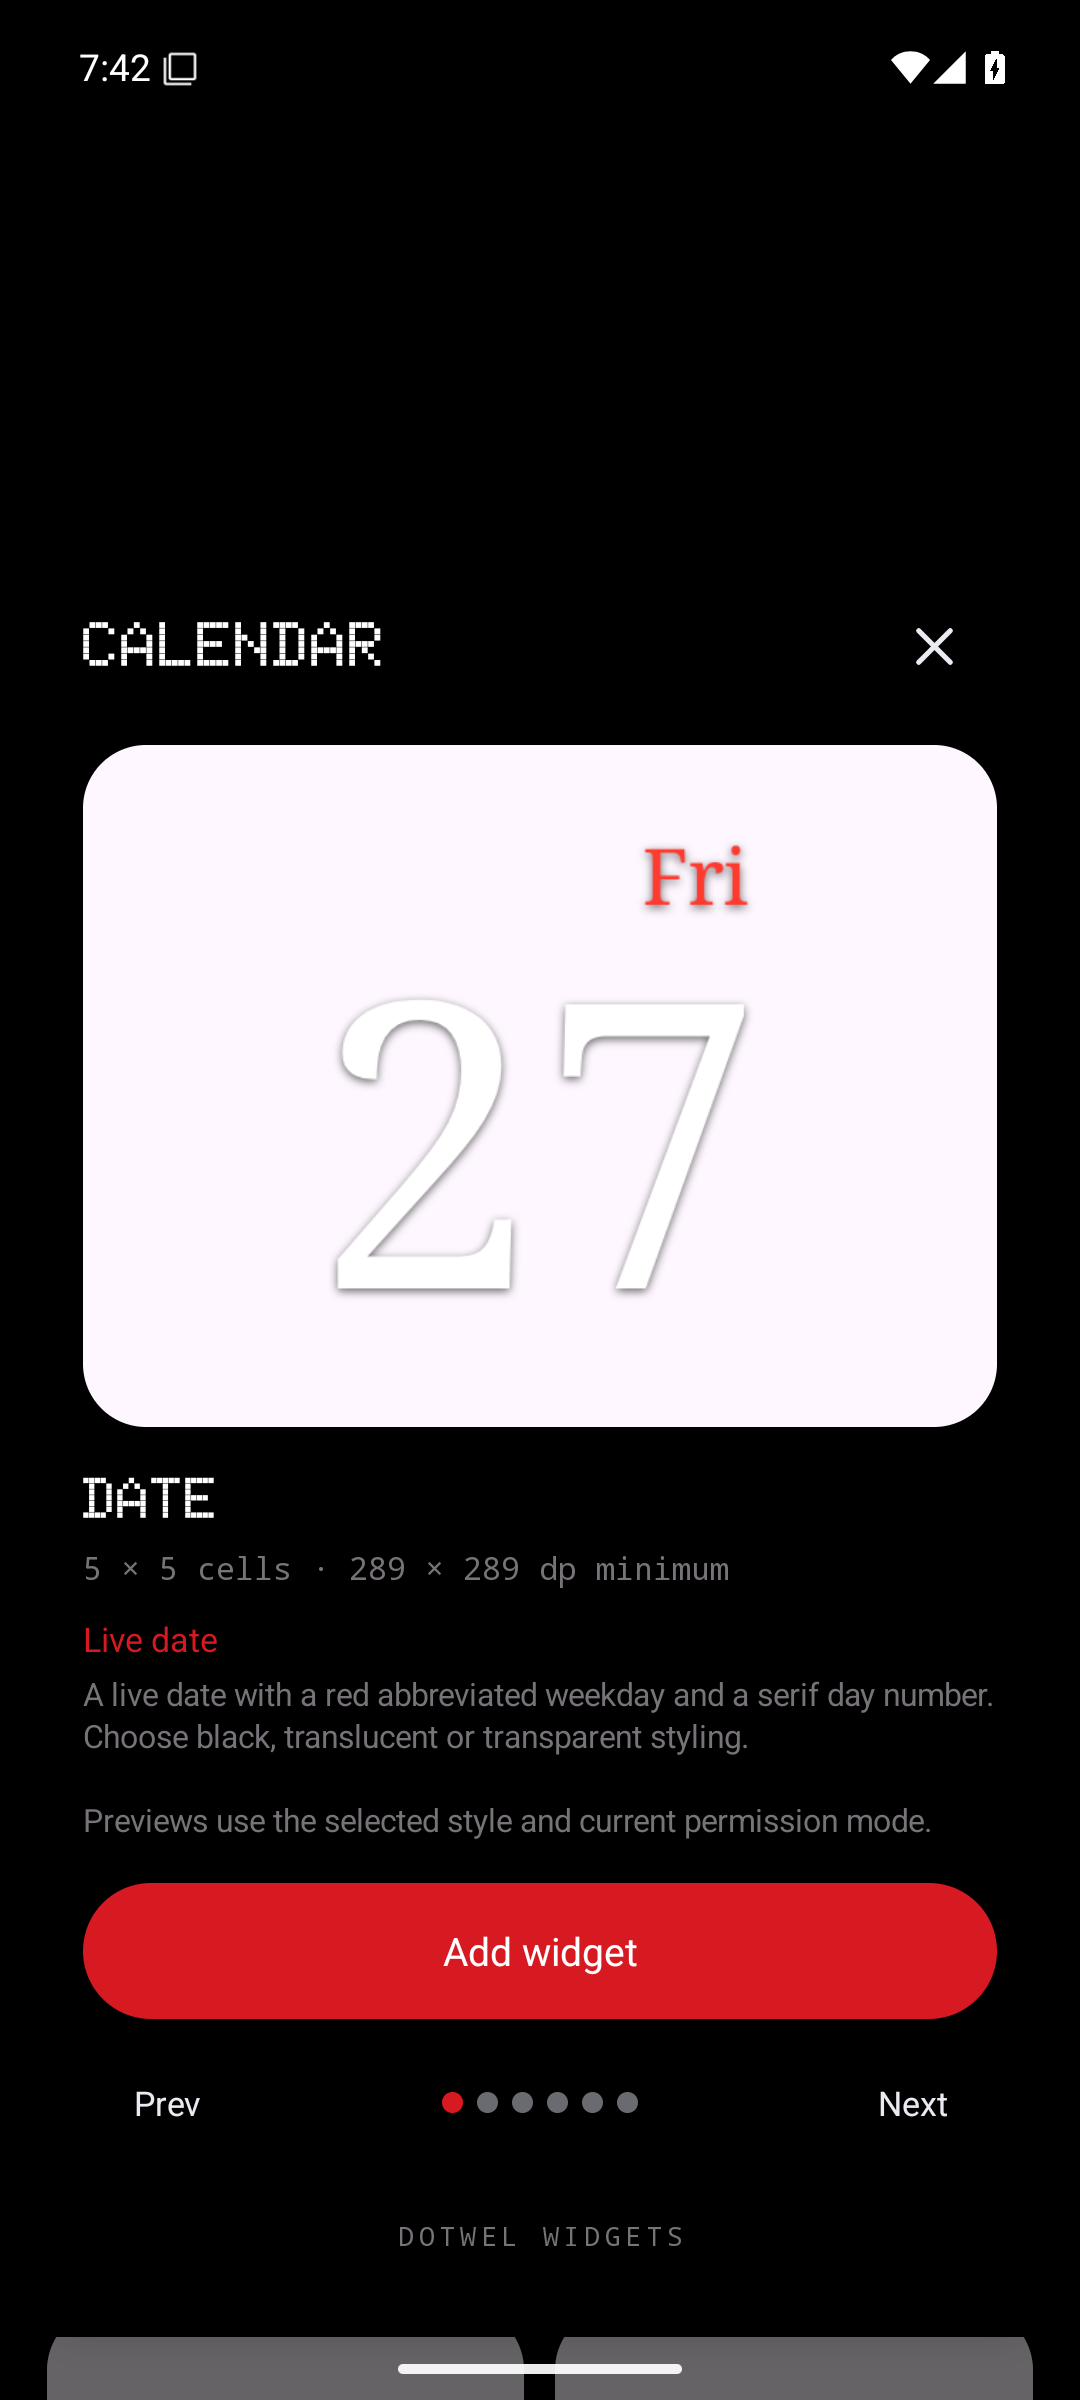 7:42
CALENDAR
Fri
27
DATE
5 × 5 cells · 289 × 289 dp minimum
Live date
A live date with a red abbreviated weekday and a serif day number.
Choose black, translucent or transparent styling.
Previews use the selected style and current permission mode.
Add widget
Prev
Next
DOTWEL WIDGETS